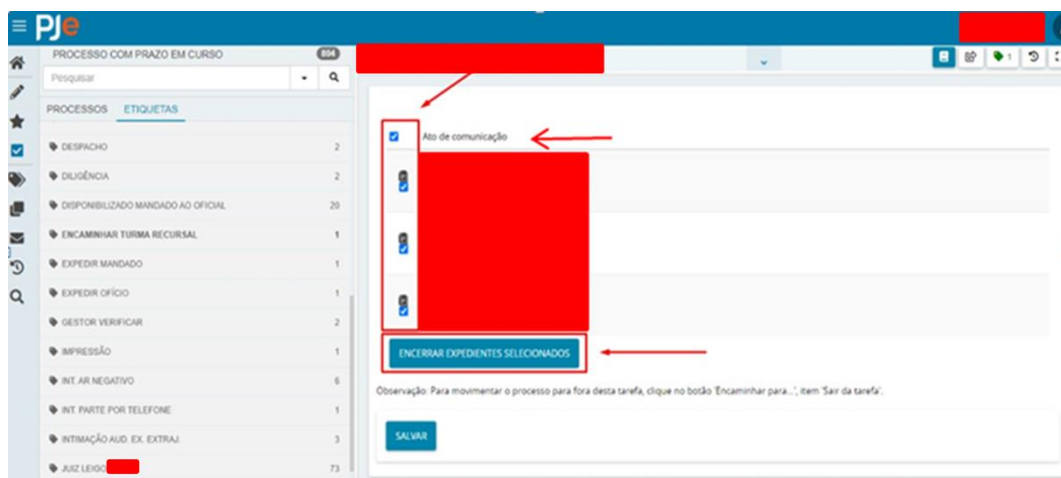 PJe
PROCESSO COM PRAZO EM CURSO 894
Pesquisar
PROCESSOS ETIQUETAS
DESPACHO 2
DILIGÊNCIA 2
DISPONIBILIZADO MANDADO AO OFICIAL 20
ENCAMINHAR TURMA RECURSAL 1
EXPEDIR MANDADO 1
EXPEDIR OFÍCIO 1
GESTOR VERIFICAR 2
IMPRESSÃO 1
INT. AR NEGATIVO 6
INT. PARTE POR TELEFONE 1
INTIMAÇÃO AUD. EX. EXTRAJ. 3
JUIZ LEIGO 73
1
Ato de comunicação
ENCERRAR EXPEDIENTES SELECIONADOS
Observação: Para movimentar o processo para fora desta tarefa, clique no botão 'Encaminhar para...', item 'Sair da tarefa'.
SALVAR